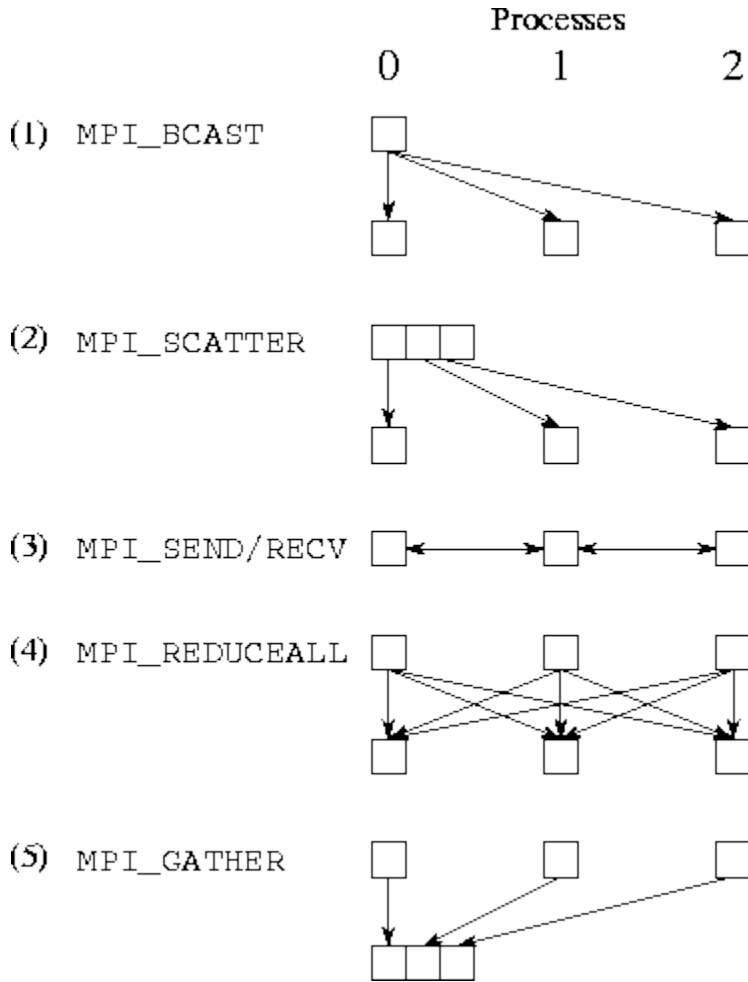 Processes
0 1 2
(1) MPI_BCAST
(2) MPI_SCATTER
(3) MPI_SEND/RECV
(4) MPI_REDUCEALL
(5) MPI_GATHER